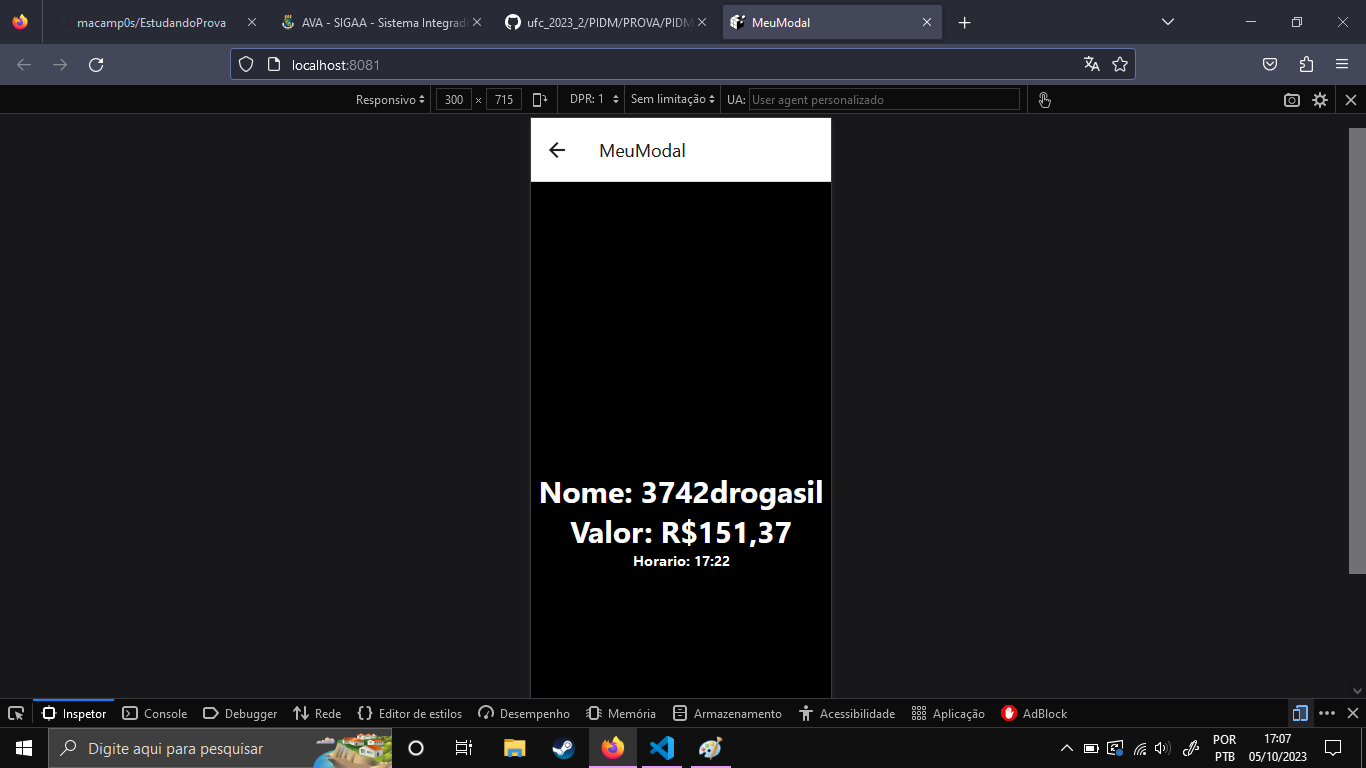 macamp0s/EstudandoProva
AVA - SIGAA - Sistema Integrad
ufc_2023_2/PIDM/PROVA/PIDM
MeuModal
localhost:8081
Responsivo 300 × 715 DPR: 1 Sem limitação UA: User agent personalizado
MeuModal
Nome: 3742drogasil
Valor: R$151,37
Horario: 17:22
Inspetor Console Debugger Rede Editor de estilos Desempenho Memória Armazenamento Acessibilidade Aplicação AdBlock
Digite aqui para pesquisar
POR
PTB
17:07
05/10/2023